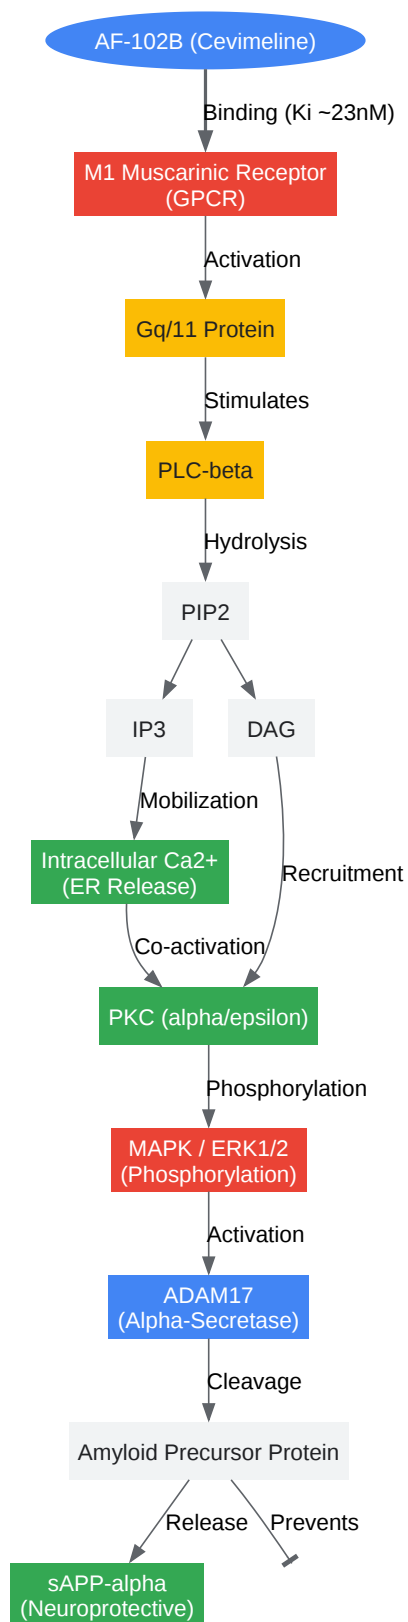 AF-102B (Cevimeline)
Binding (Ki ~23nM)
M1 Muscarinic Receptor
(GPCR)
Activation
Gq/11 Protein
Stimulates
PLC-beta
Hydrolysis
PIP2
IP3
DAG
Mobilization
Intracellular Ca2+
(ER Release)
Recruitment
Co-activation
PKC (alpha/epsilon)
Phosphorylation
MAPK / ERK1/2
(Phosphorylation)
Activation
ADAM17
(Alpha-Secretase)
Cleavage
Amyloid Precursor Protein
Release
Prevents
sAPP-alpha
(Neuroprotective)